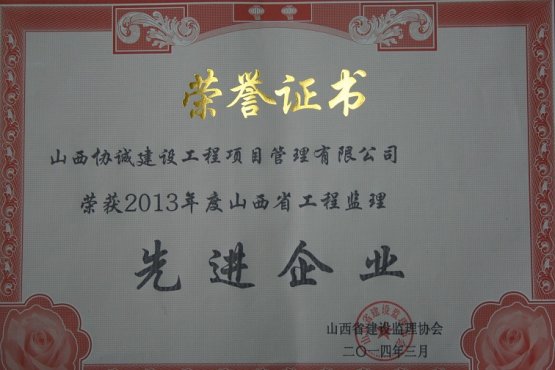 荣誉证书
山西协诚建设工程项目管理有限公司
荣获2013年度山西省工程监理
先进企业
山西省建设监理协会
二〇一四年三月